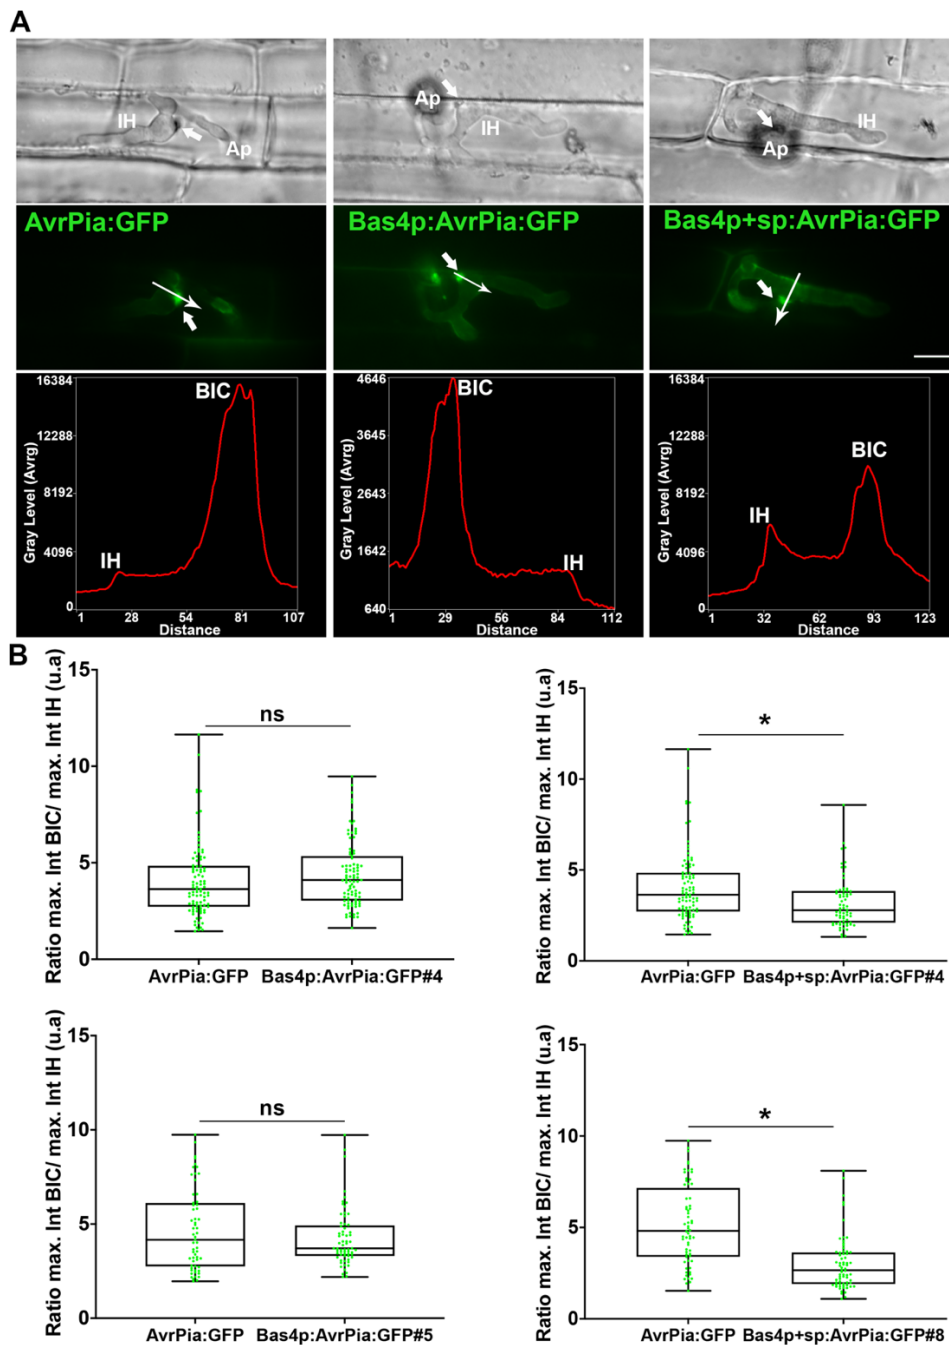 A
IH
Ap
Ap
IH
IH
Ap
AvrPia:GFP
Bas4p:AvrPia:GFP
Bas4p+sp:AvrPia:GFP
Gray Level (Avrg)
16384
12288
8192
4096
0
IH
BIC
1 28 54 81 107
Distance
Gray Level (Avrg)
4646
3645
2643
1642
640
BIC
IH
1 29 56 84 112
Distance
Gray Level (Avrg)
16384
12288
8192
4096
0
IH
BIC
1 32 62 93 123
Distance
B
Ratio max. Int BIC/ max. Int IH (u.a)
15
10
5
0
ns
AvrPia:GFP Bas4p:AvrPia:GFP#4
Ratio max. Int BIC/ max. Int IH (u.a)
15
10
5
0
*
AvrPia:GFP Bas4p+sp:AvrPia:GFP#4
Ratio max. Int BIC/ max. Int IH (u.a)
15
10
5
0
ns
AvrPia:GFP Bas4p:AvrPia:GFP#5
Ratio max. Int BIC/ max. Int IH (u.a)
15
10
5
0
*
AvrPia:GFP Bas4p+sp:AvrPia:GFP#8